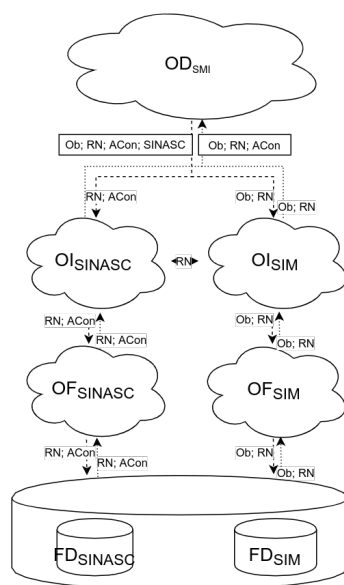 OD_SMI
Ob; RN; ACon; SINASC
Ob; RN; ACon
RN; ACon
Ob; RN
Ob; RN
OI_SINASC
RN
OI_SIM
RN; ACon
RN; ACon
Ob; RN
Ob; RN
OF_SINASC
OF_SIM
RN; ACon
RN; ACon
Ob; RN
Ob; RN
FD_SINASC
FD_SIM